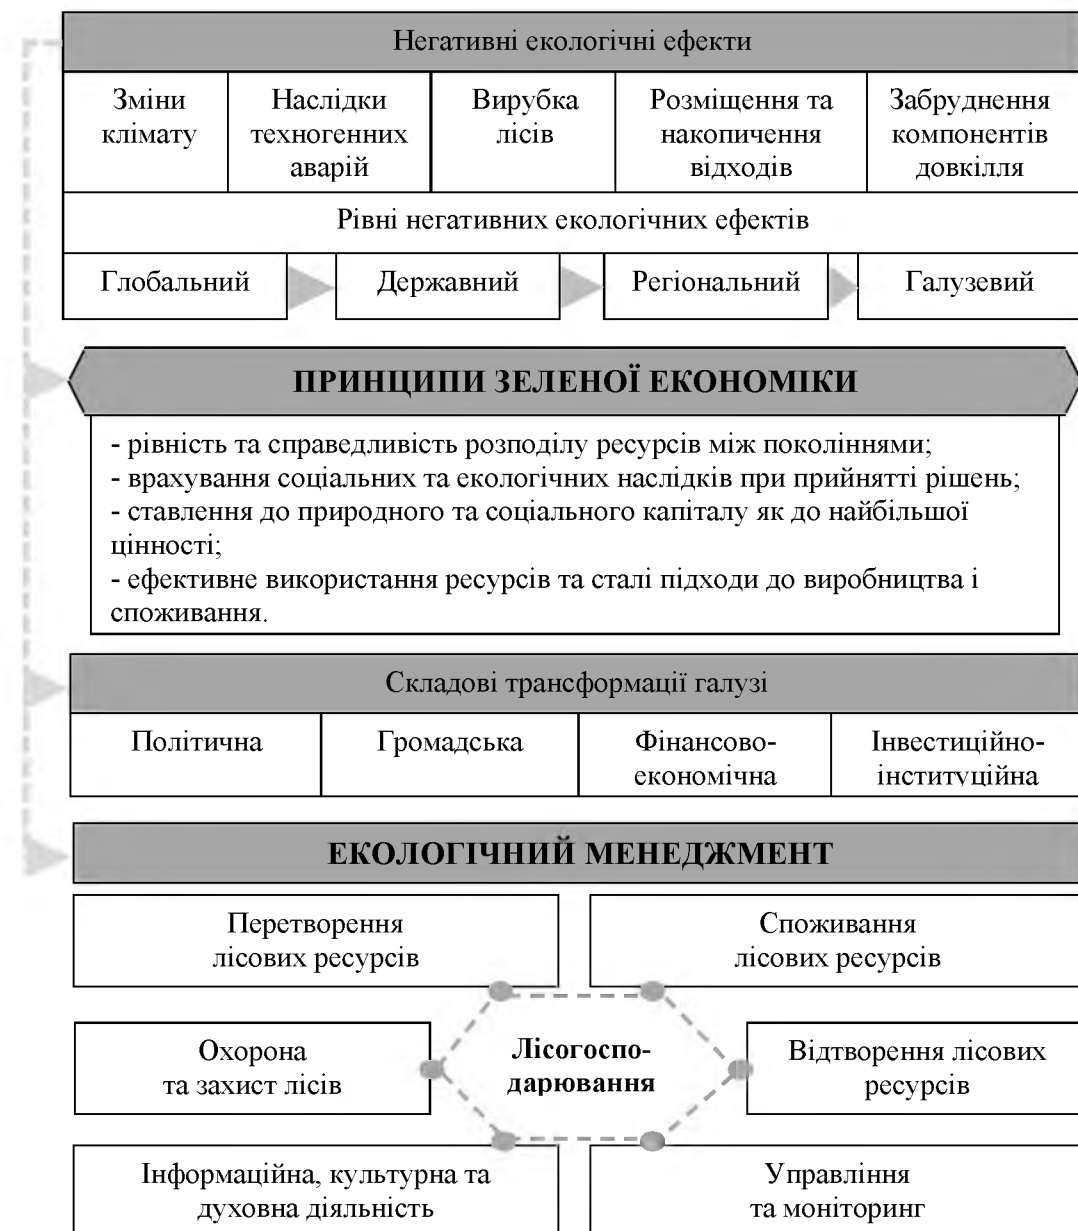 Негативні екологічні ефекти
Зміни
клімату
Наслідки
техногенних
аварій
Вирубка
лісів
Розміщення та
накопичення
відходів
Забруднення
компонентів
довкілля
Рівні негативних екологічних ефектів
Глобальний
Державний
Регіональний
Галузевий
ПРИНЦИПИ ЗЕЛЕНОЇ ЕКОНОМІКИ
- рівність та справедливість розподілу ресурсів між поколіннями;
- врахування соціальних та екологічних наслідків при прийнятті рішень;
- ставлення до природного та соціального капіталу як до найбільшої
цінності;
- ефективне використання ресурсів та сталі підходи до виробництва і
споживання.
Складові трансформації галузі
Політична
Громадська
Фінансово-
економічна
Інвестиційно-
інституційна
ЕКОЛОГІЧНИЙ МЕНЕДЖМЕНТ
Перетворення
лісових ресурсів
Споживання
лісових ресурсів
Охорона
та захист лісів
Лісогоспо-
дарювання
Відтворення лісових
ресурсів
Інформаційна, культурна та
духовна діяльність
Управління
та моніторинг